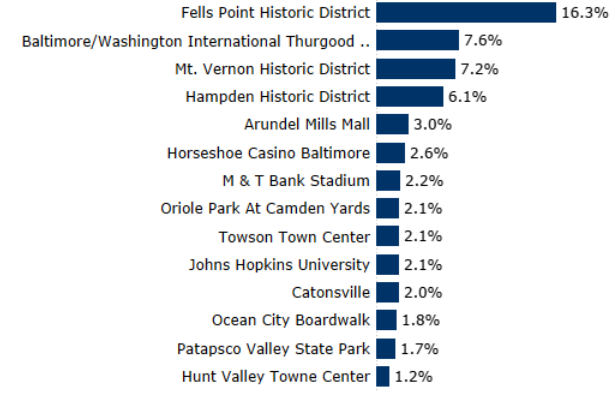 Fells Point Historic District 16.3%
Baltimore/Washington International Thurgood .. 7.6%
Mt. Vernon Historic District 7.2%
Hampden Historic District 6.1%
Arundel Mills Mall 3.0%
Horseshoe Casino Baltimore 2.6%
M & T Bank Stadium 2.2%
Oriole Park At Camden Yards 2.1%
Towson Town Center 2.1%
Johns Hopkins University 2.1%
Catonsville 2.0%
Ocean City Boardwalk 1.8%
Patapsco Valley State Park 1.7%
Hunt Valley Towne Center 1.2%